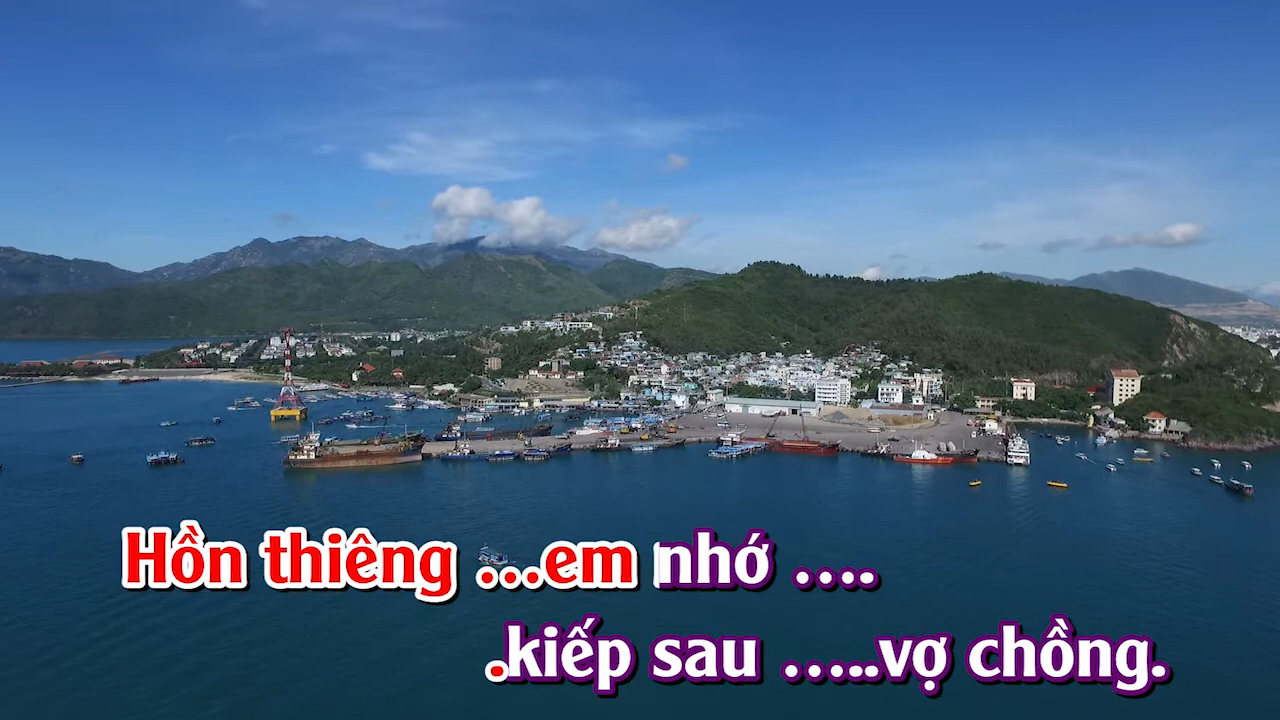 Hồn thiêng ...em nhớ ....
.kiếp sau .....vợ chồng.